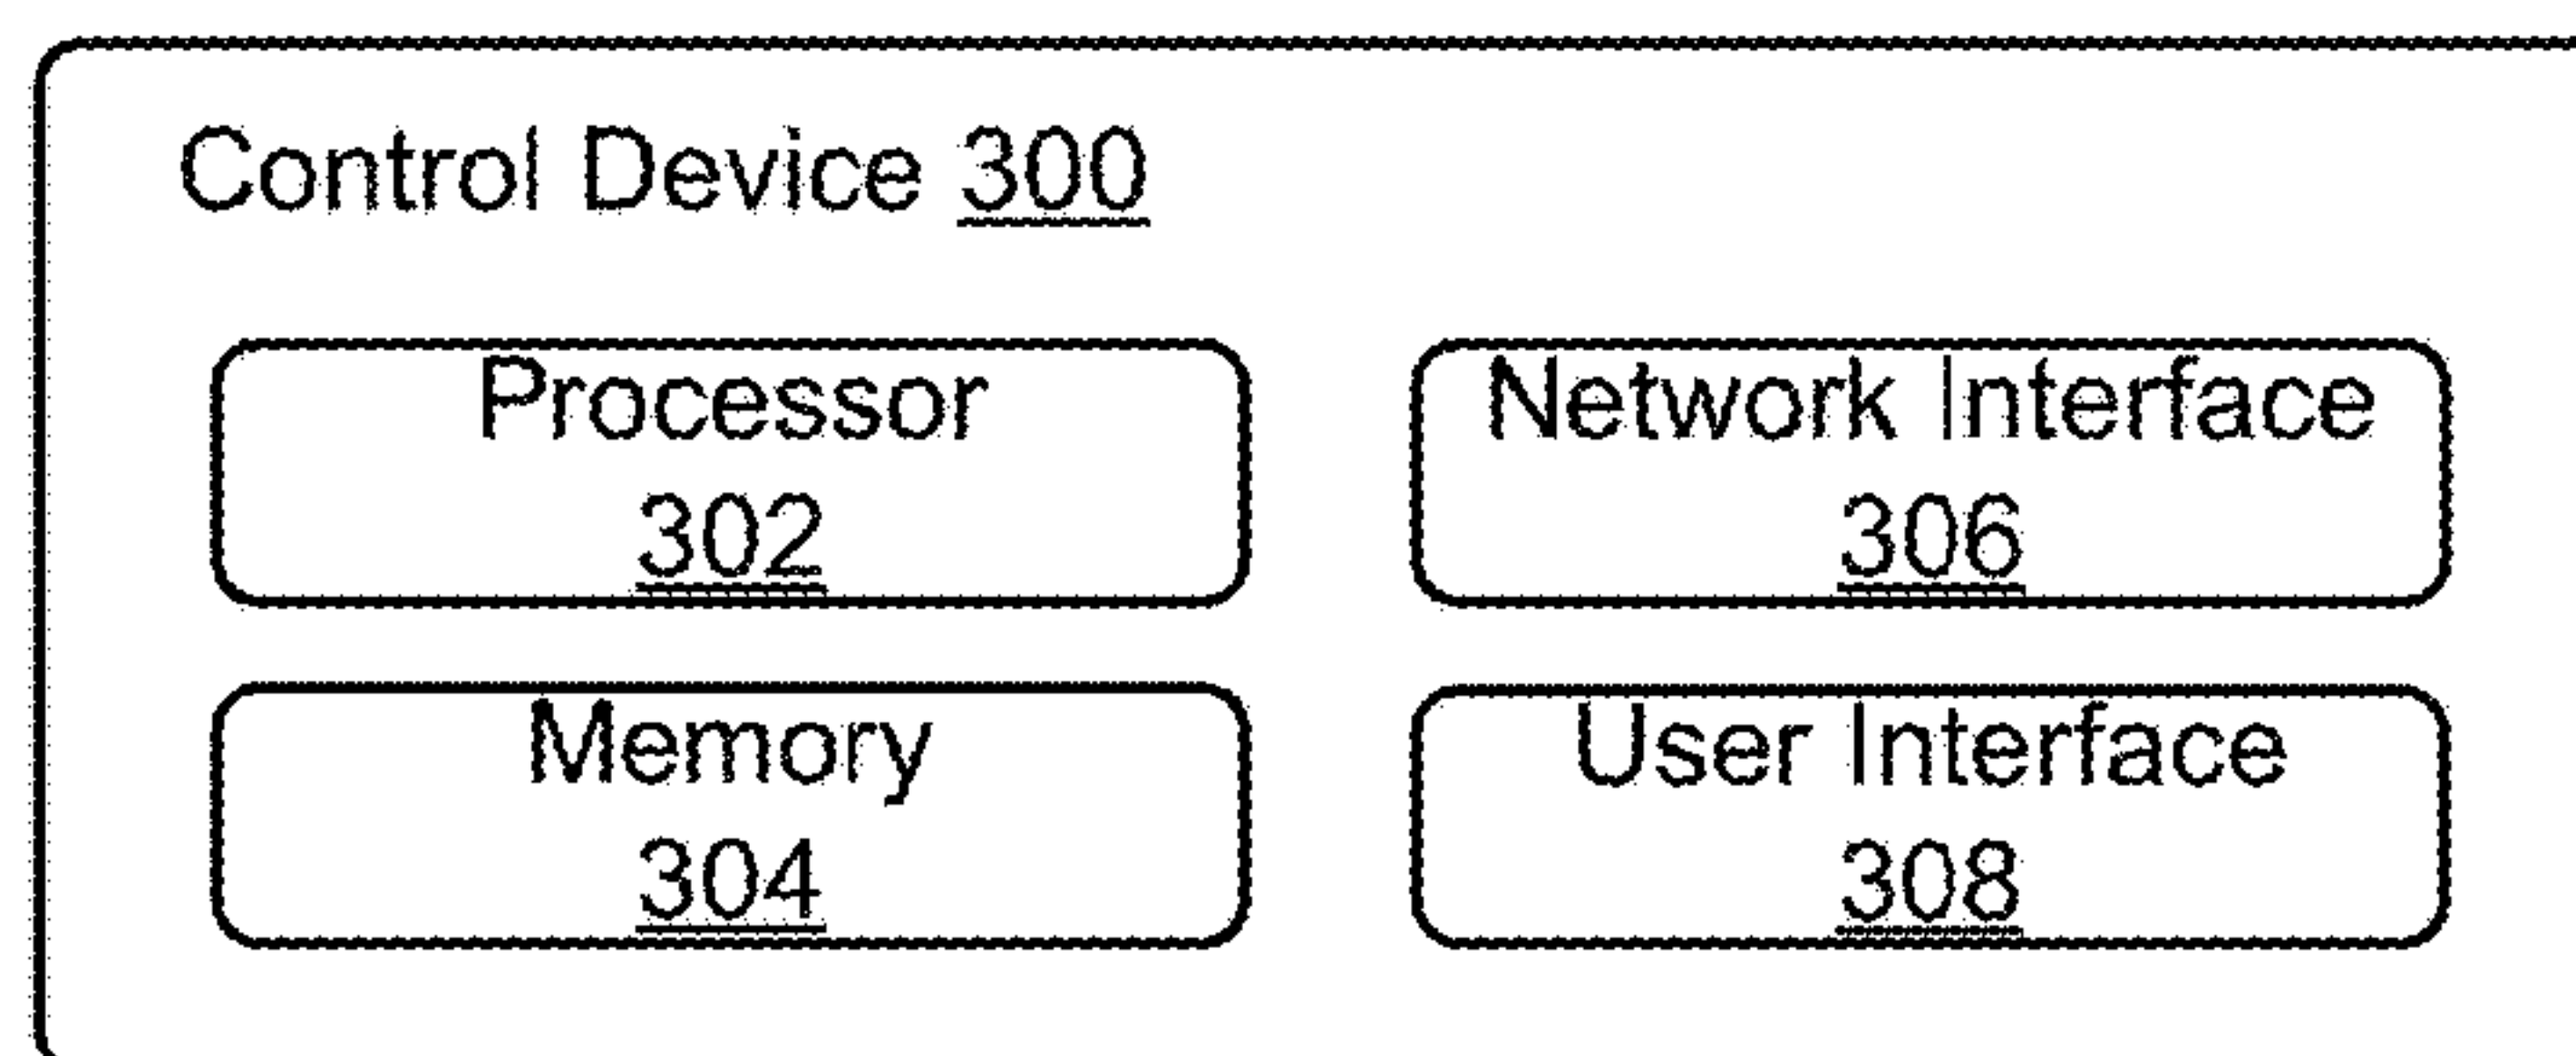 Control Device 300
Processor
302
Network Interface
306
Memory
304
User Interface
308